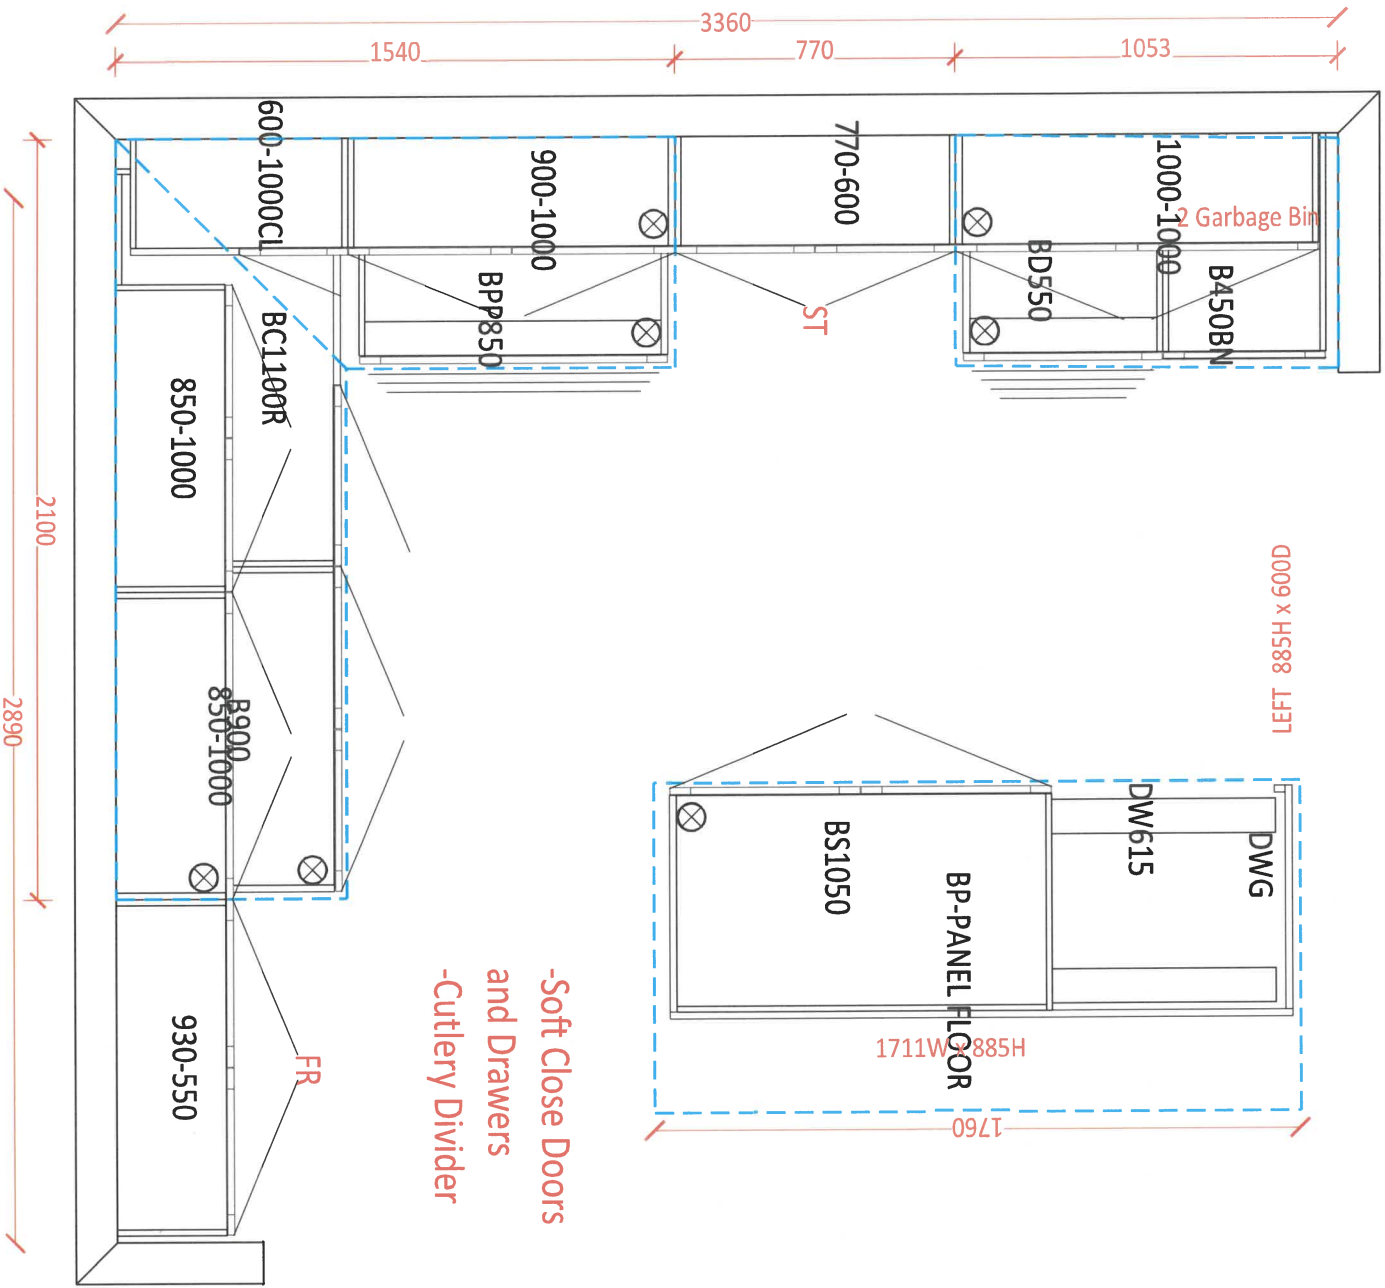 3360
1540
770
1053
600-1000CL
900-1000
770-600
1000-1000
2 Garbage Bin
BPP850
BD550
B450BN
ST
BC1100R
850-1000
2100
2890
B900
850-1000
930-550
FR
600D x 885H LEFT
DW615
DWG
BS1050
BP-PANEL FLOOR
1711W x 885H
1760
-Soft Close Doors
and Drawers
-Cutlery Divider